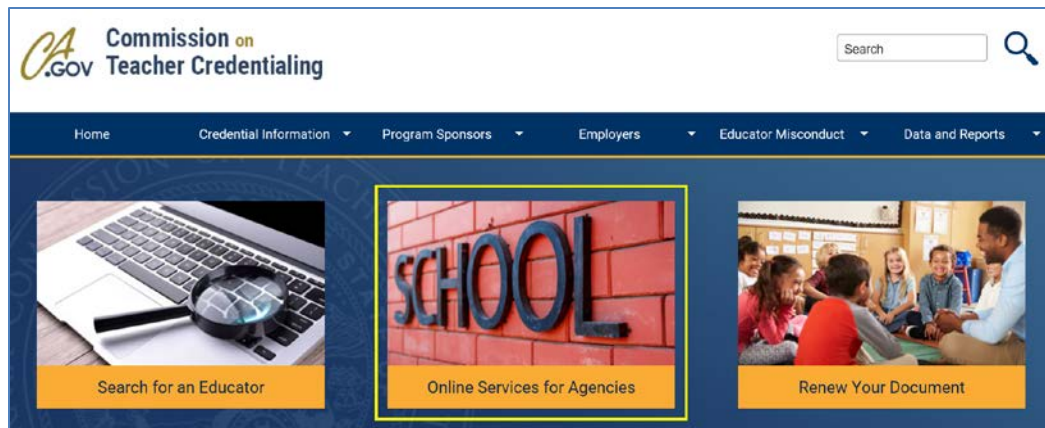 CA
.GOV
Commission on
Teacher Credentialing
Search
Home Credential Information Program Sponsors Employers Educator Misconduct Data and Reports
SCHOOL
Search for an Educator
Online Services for Agencies
Renew Your Document